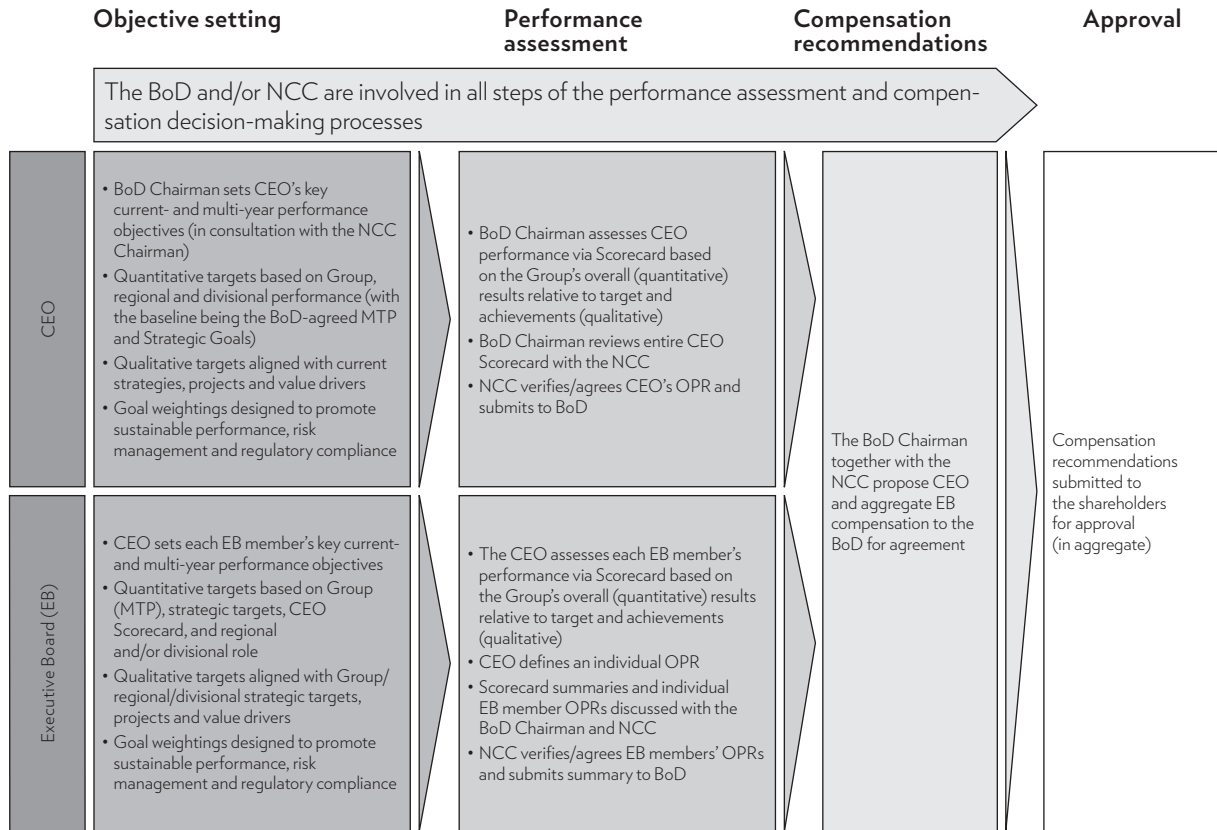 Objective setting
Performance
assessment
Compensation
recommendations
Approval
The BoD and/or NCC are involved in all steps of the performance assessment and compen-
sation decision-making processes
CEO
• BoD Chairman sets CEO’s key
current- and multi-year performance
objectives (in consultation with the NCC
Chairman)
• Quantitative targets based on Group,
regional and divisional performance (with
the baseline being the BoD-agreed MTP
and Strategic Goals)
• Qualitative targets aligned with current
strategies, projects and value drivers
• Goal weightings designed to promote
sustainable performance, risk
management and regulatory compliance
• BoD Chairman assesses CEO
performance via Scorecard based
on the Group’s overall (quantitative)
results relative to target and
achievements (qualitative)
• BoD Chairman reviews entire CEO
Scorecard with the NCC
• NCC verifies/agrees CEO’s OPR and
submits to BoD
Executive Board (EB)
• CEO sets each EB member’s key current-
and multi-year performance objectives
• Quantitative targets based on Group
(MTP), strategic targets, CEO
Scorecard, and regional
and/or divisional role
• Qualitative targets aligned with Group/
regional/divisional strategic targets,
projects and value drivers
• Goal weightings designed to promote
sustainable performance, risk
management and regulatory compliance
• The CEO assesses each EB member’s
performance via Scorecard based on
the Group’s overall (quantitative) results
relative to target and achievements
(qualitative)
• CEO defines an individual OPR
• Scorecard summaries and individual
EB member OPRs discussed with the
BoD Chairman and NCC
• NCC verifies/agrees EB members’ OPRs
and submits summary to BoD
The BoD Chairman
together with the
NCC propose CEO
and aggregate EB
compensation to the
BoD for agreement
Compensation
recommendations
submitted to
the shareholders
for approval
(in aggregate)